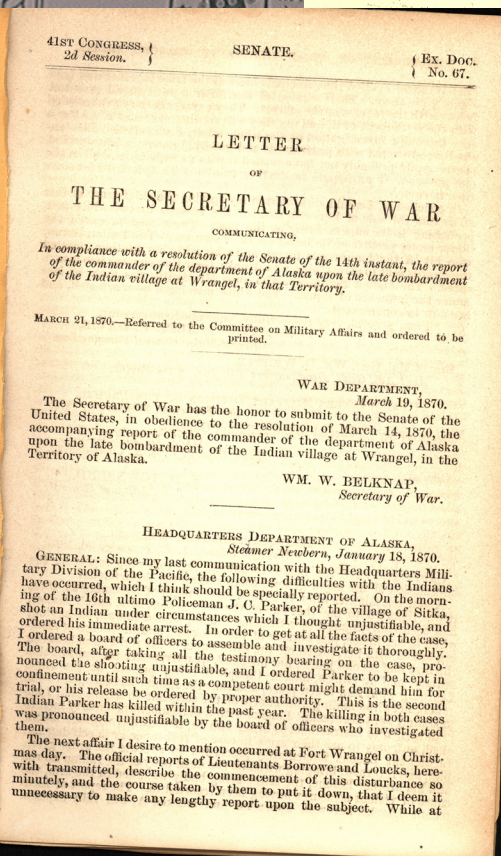 41ST CONGRESS, SENATE. EX. DOC.
2d Session. No. 67.
LETTER
OF
THE SECRETARY OF WAR
COMMUNICATING,
In compliance with a resolution of the Senate of the 14th instant, the report
of the commander of the department of Alaska upon the late bombardment
of the Indian village at Wrangel, in that Territory.
MARCH 21, 1870.—Referred to the Committee on Military Affairs and ordered to be
printed.
WAR DEPARTMENT,
March 19, 1870.
The Secretary of War has the honor to submit to the Senate of the
United States, in obedience to the resolution of March 14, 1870, the
accompanying report of the commander of the department of Alaska
upon the late bombardment of the Indian village at Wrangel, in the
Territory of Alaska.
WM. W. BELKNAP,
Secretary of War.
HEADQUARTERS DEPARTMENT OF ALASKA,
Steamer Newbern, January 18, 1870.
GENERAL: Since my last communication with the Headquarters Mili-
tary Division of the Pacific, the following difficulties with the Indians
have occurred, which I think should be specially reported. On the morn-
ing of the 16th ultimo Policeman J. C. Parker, of the village of Sitka,
shot an Indian under circumstances which I thought unjustifiable, and
ordered his immediate arrest. In order to get at all the facts of the case,
I ordered a board of officers to assemble and investigate it thoroughly.
The board, after taking all the testimony bearing on the case, pro-
nounced the shooting unjustifiable, and I ordered Parker to be kept in
confinement until such time as a competent court might demand him for
trial, or his release be ordered by proper authority. This is the second
Indian Parker has killed within the past year. The killing in both cases
was pronounced unjustifiable by the board of officers who investigated
them.
The next affair I desire to mention occurred at Fort Wrangel on Christ-
mas day. The official reports of Lieutenants Borrowe and Loucks, here-
with transmitted, describe the commencement of this disturbance so
minutely, and the course taken by them to put it down, that I deem it
unnecessary to make any lengthy report upon the subject. While at